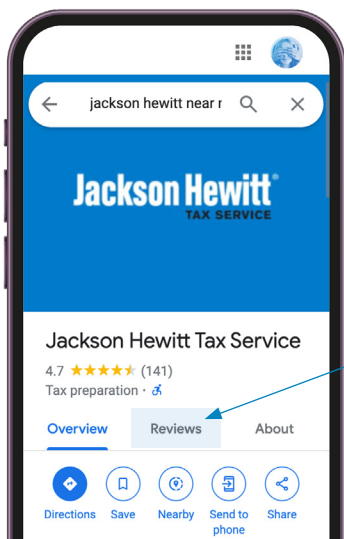 jackson hewitt near r
Jackson Hewitt®
TAX SERVICE
Jackson Hewitt Tax Service
4.7 (141)
Tax preparation ·
Overview Reviews About
Directions Save Nearby Send to phone Share